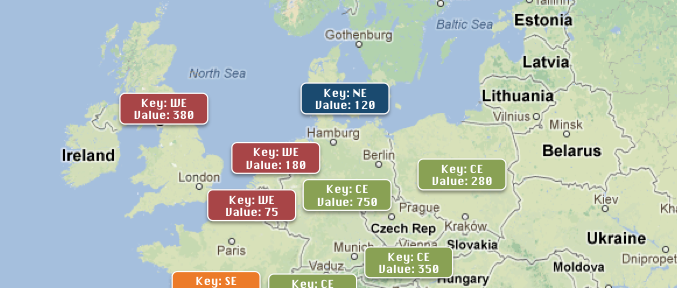 Tallinn
Estonia
Baltic Sea
Gothenburg
Latvia
North Sea
Key: NE
Value: 120
Lithuania
Key: WE
Value: 380
Vilnius
Minsk
Hamburg
Ireland
Key: WE
Value: 180
Berlin
Belarus
London
Key: CE
Value: 280
Key: CE
Value: 750
Key: WE
Value: 75
Prague
Kiev
Kraków
Czech Rep
Ukraine
Paris
Munich
Vienna
Slovakia
Dnipropet
Key: CE
Value: 350
Vaduz
Moldova
Hungary
Key: SE
Key: CE